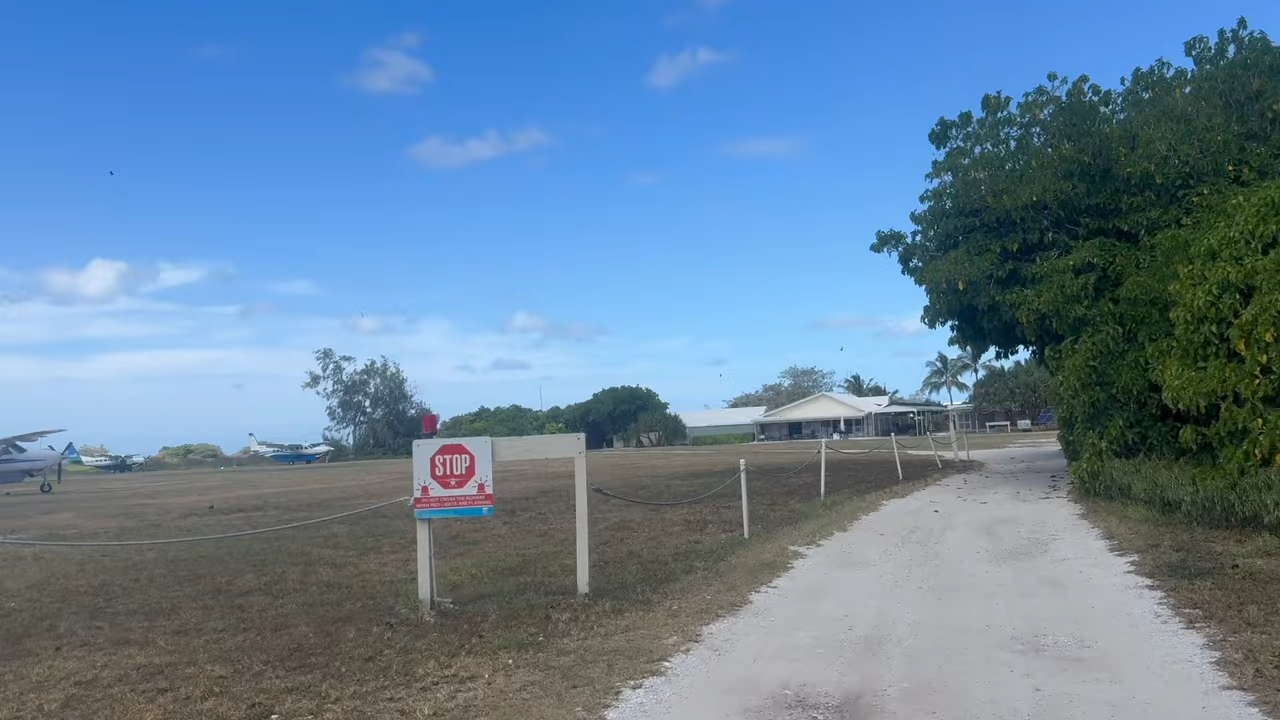 STOP
DO NOT CROSS THE RUNWAY
WHEN RED LIGHTS ARE FLASHING